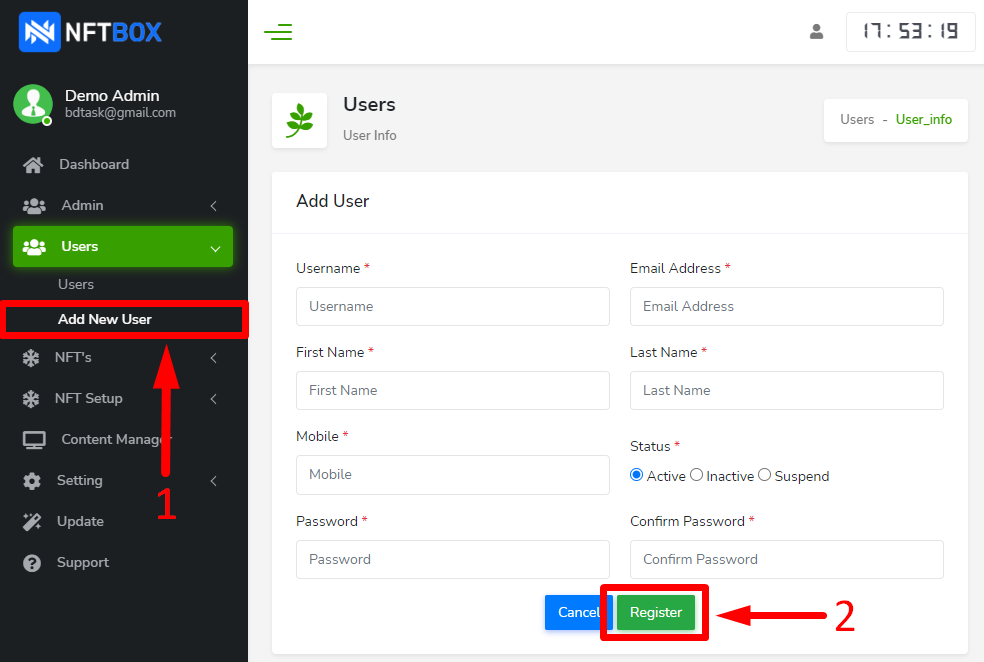 NFTBOX
17:53:19
Demo Admin
bdtask@gmail.com
Users
User Info
Users - User_info
Dashboard
Admin
Users
Users
Add New User
NFT's
NFT Setup
Content Manager
Setting
Update
Support
1
Add User
Username *
Email Address *
Username
Email Address
First Name *
Last Name *
First Name
Last Name
Mobile *
Status *
Mobile
Active Inactive Suspend
Password *
Confirm Password *
Password
Confirm Password
Cancel
Register
2